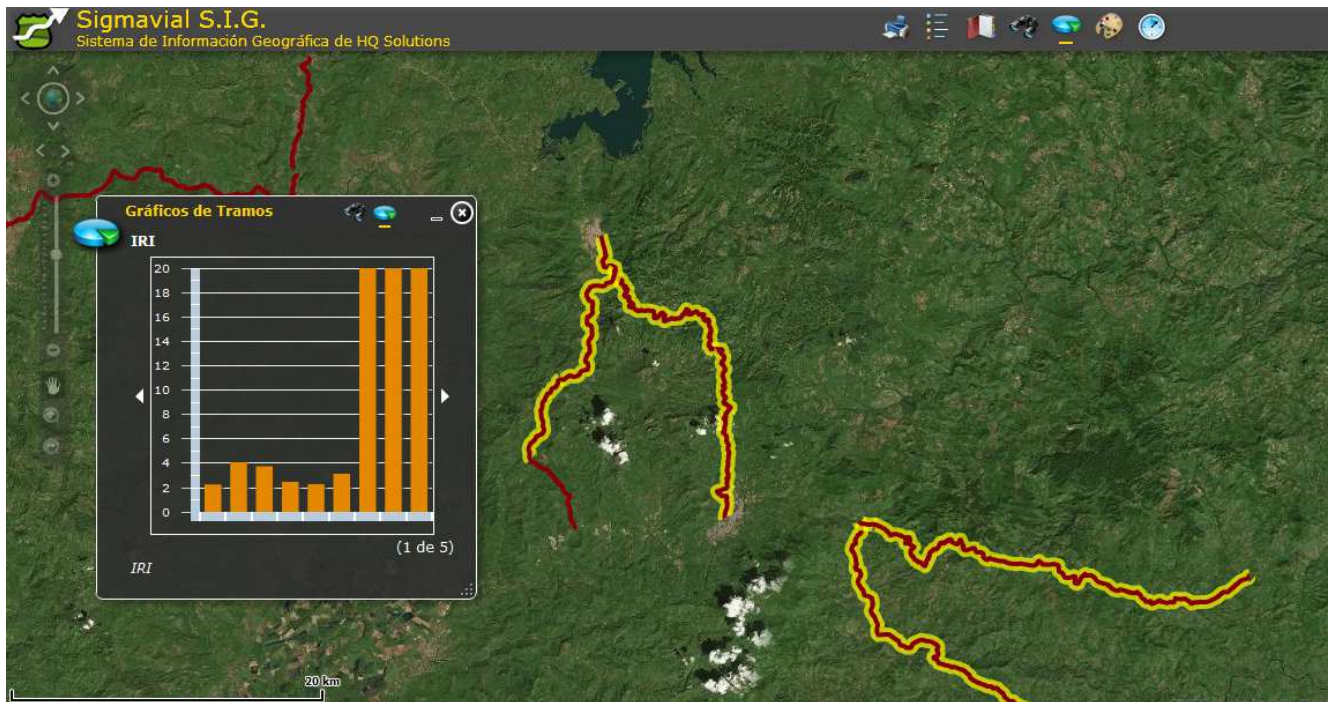 Sigmavial S.I.G.
Sistema de Información Geográfica de HQ Solutions
Gráficos de Tramos
IRI
20
18
16
14
12
10
8
6
4
2
0
(1 de 5)
IRI
20 km